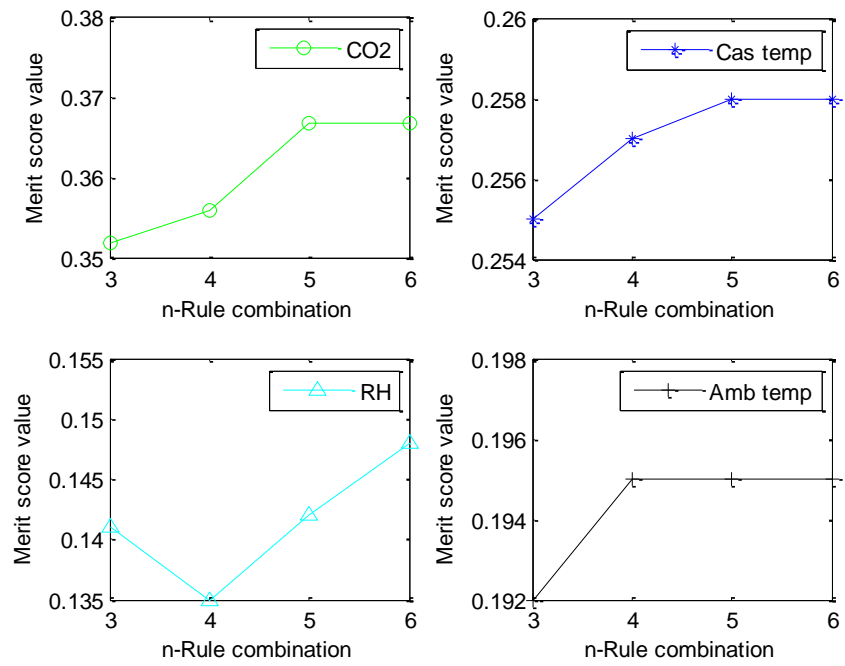 0.38
0.37
0.36
0.35
3 4 5 6
n-Rule combination
Merit score value
CO2
0.26
0.258
0.256
0.254
3 4 5 6
n-Rule combination
Merit score value
Cas temp
0.155
0.15
0.145
0.14
0.135
3 4 5 6
n-Rule combination
Merit score value
RH
0.198
0.196
0.194
0.192
3 4 5 6
n-Rule combination
Merit score value
Amb temp